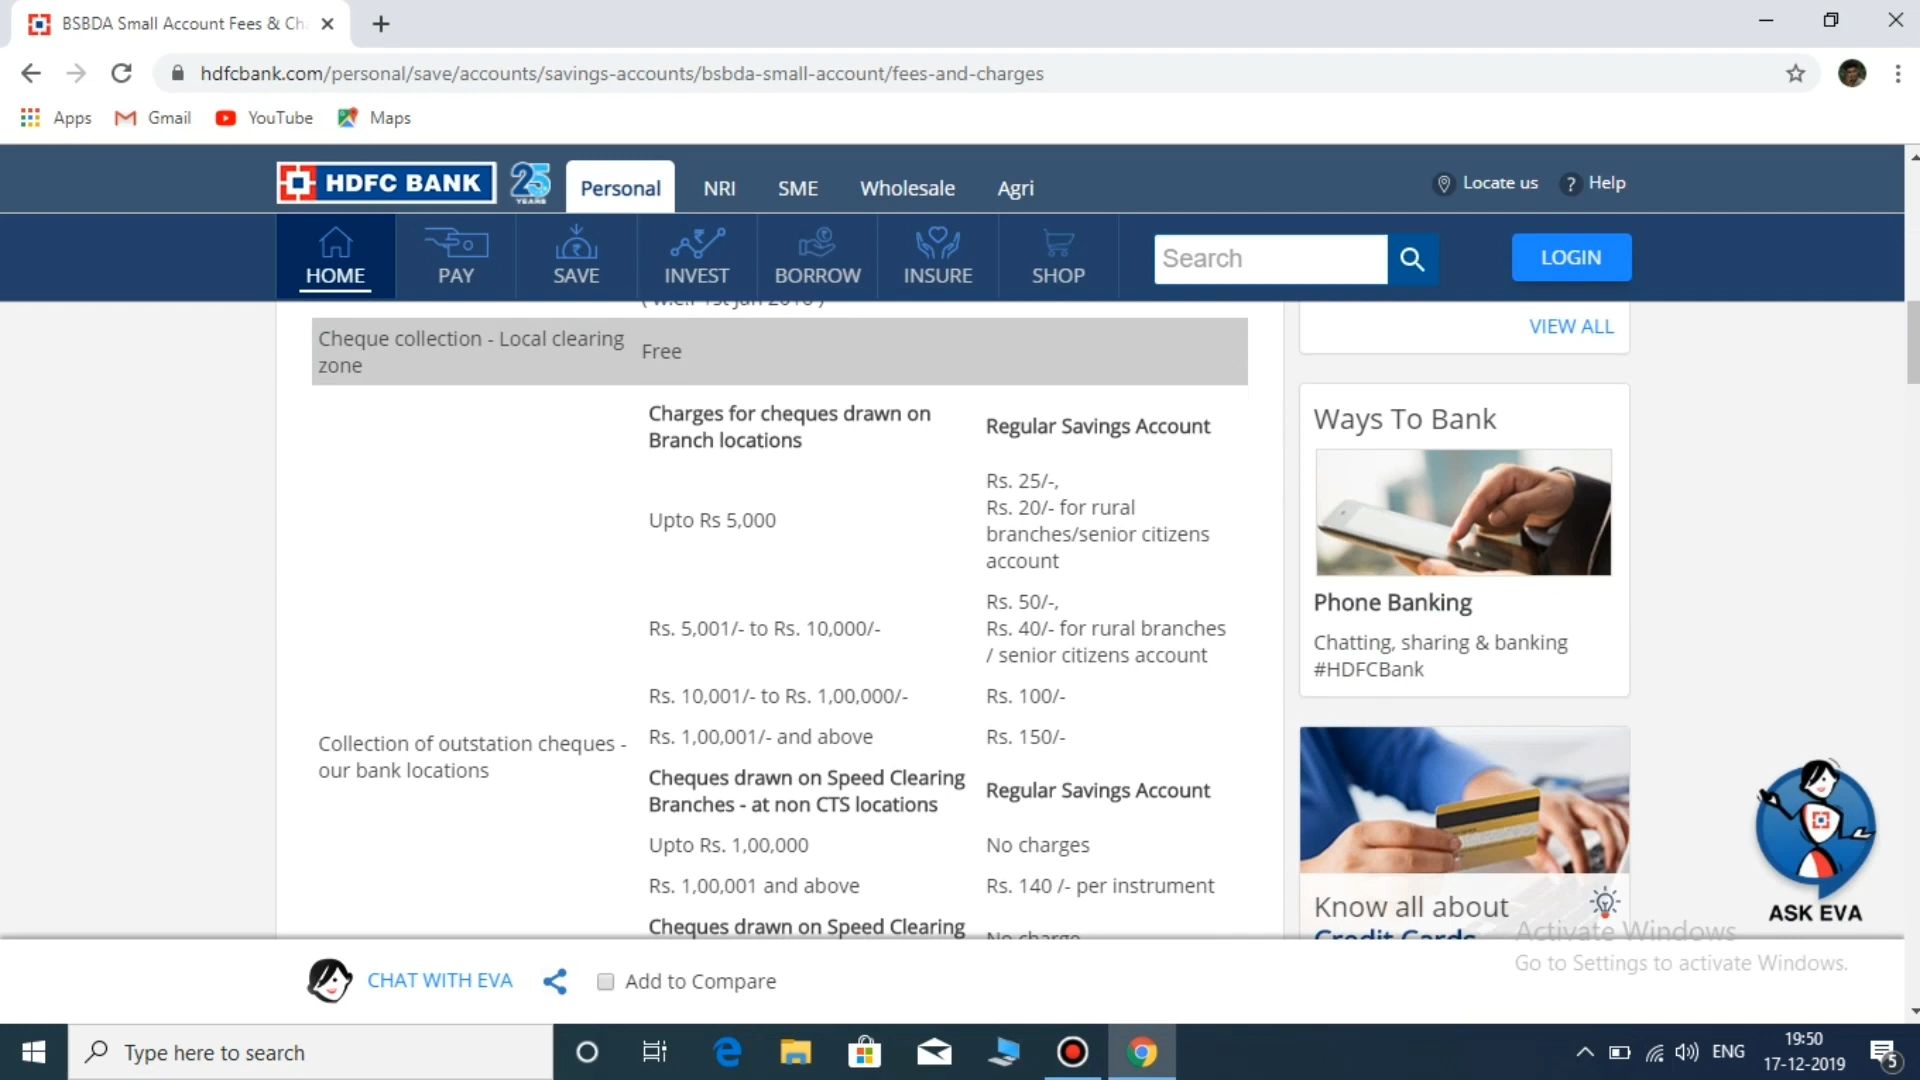 BSBDA Small Account Fees & Ch
hdfcbank.com/personal/save/accounts/savings-accounts/bsbda-small-account/fees-and-charges
Apps Gmail YouTube Maps
HDFC BANK 25 YEARS Personal NRI SME Wholesale Agri Locate us ? Help
HOME PAY SAVE INVEST BORROW INSURE SHOP Search LOGIN
Cheque collection - Local clearing
zone
Free
Charges for cheques drawn on
Branch locations
Regular Savings Account
Upto Rs 5,000
Rs. 25/-,
Rs. 20/- for rural
branches/senior citizens
account
Rs. 5,001/- to Rs. 10,000/-
Rs. 50/-,
Rs. 40/- for rural branches
/ senior citizens account
Rs. 10,001/- to Rs. 1,00,000/- Rs. 100/-
Collection of outstation cheques -
our bank locations
Rs. 1,00,001/- and above Rs. 150/-
Cheques drawn on Speed Clearing
Branches - at non CTS locations
Regular Savings Account
Upto Rs. 1,00,000 No charges
Rs. 1,00,001 and above Rs. 140 /- per instrument
Cheques drawn on Speed Clearing
No charge
VIEW ALL
Ways To Bank
Phone Banking
Chatting, sharing & banking
#HDFCBank
Know all about
Credit Cards
ASK EVA
Activate Windows
Go to Settings to activate Windows.
CHAT WITH EVA Add to Compare
Type here to search
ENG
19:50
17-12-2019
5